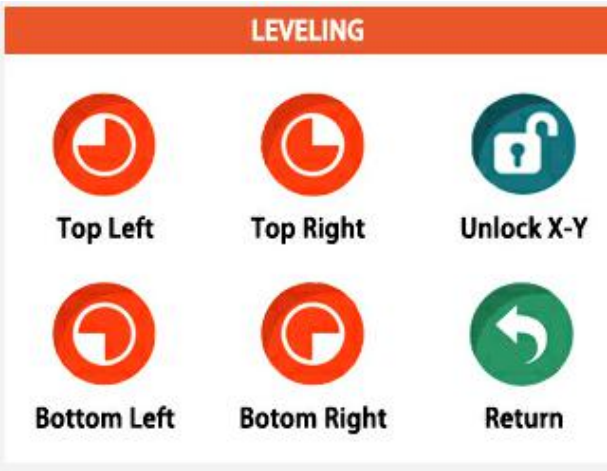 LEVELING
Top Left
Top Right
Unlock X-Y
Bottom Left
Botom Right
Return